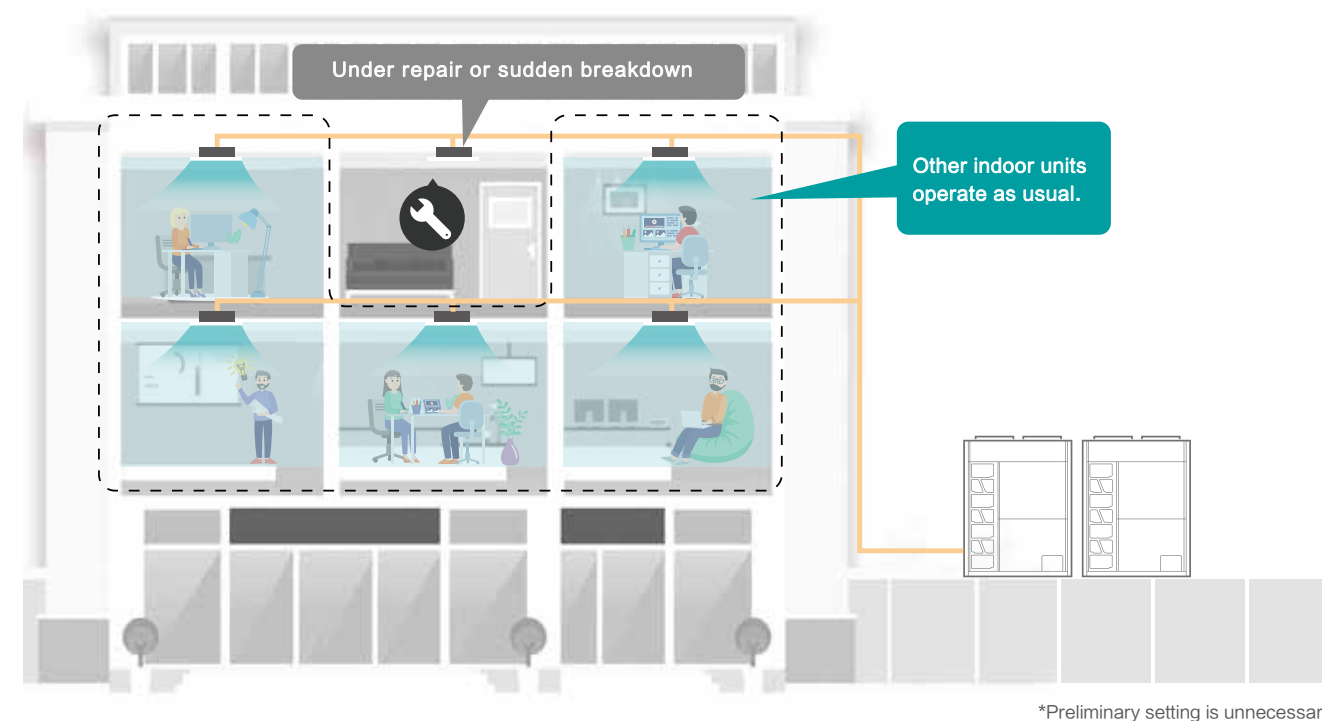 Under repair or sudden breakdown
Other indoor units
operate as usual.
*Preliminary setting is unnecessar